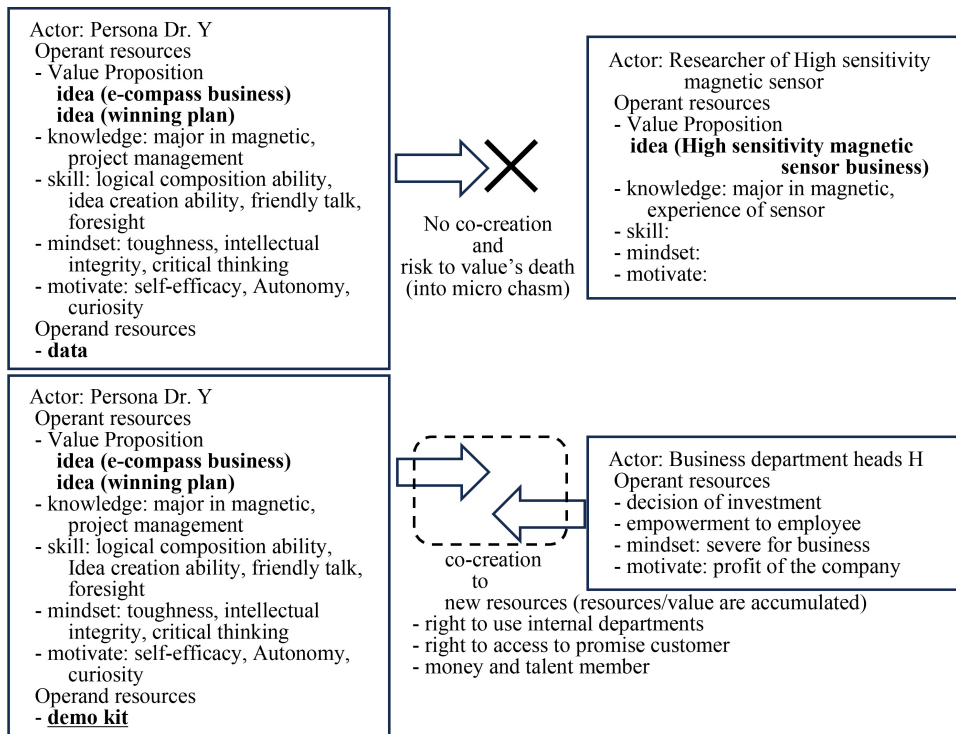 Actor: Persona Dr. Y
Operant resources
- Value Proposition
idea (e-compass business)
idea (winning plan)
- knowledge: major in magnetic,
project management
- skill: logical composition ability,
idea creation ability, friendly talk,
foresight
- mindset: toughness, intellectual
integrity, critical thinking
- motivate: self-efficacy, Autonomy,
curiosity
Operand resources
- data
No co-creation
and
risk to value’s death
(into micro chasm)
Actor: Researcher of High sensitivity
magnetic sensor
Operant resources
- Value Proposition
idea (High sensitivity magnetic
sensor business)
- knowledge: major in magnetic,
experience of sensor
- skill:
- mindset:
- motivate:
Actor: Persona Dr. Y
Operant resources
- Value Proposition
idea (e-compass business)
idea (winning plan)
- knowledge: major in magnetic,
project management
- skill: logical composition ability,
Idea creation ability, friendly talk,
foresight
- mindset: toughness, intellectual
integrity, critical thinking
- motivate: self-efficacy, Autonomy,
curiosity
Operand resources
- demo kit
Actor: Business department heads H
Operant resources
- decision of investment
- empowerment to employee
- mindset: severe for business
- motivate: profit of the company
co-creation
to
new resources (resources/value are accumulated)
- right to use internal departments
- right to access to promise customer
- money and talent member